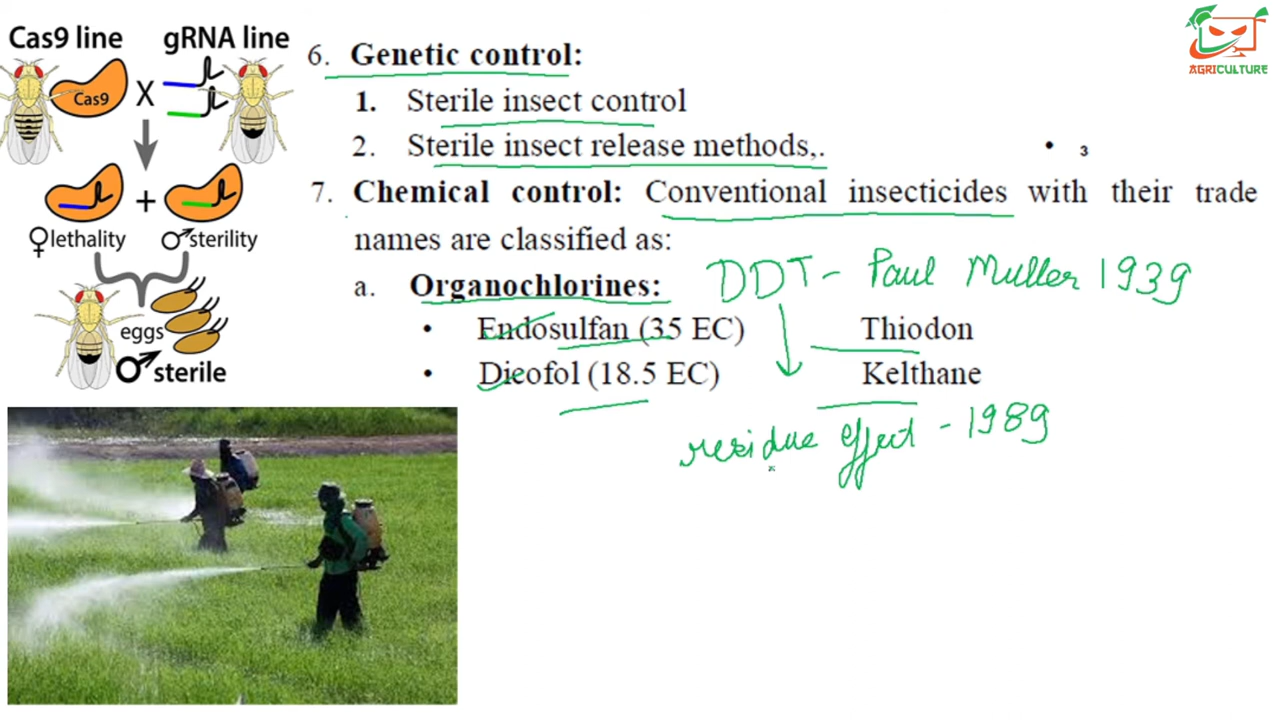 Cas9 line gRNA line
Cas9 X
+
♀lethality ♂sterility
eggs
♂sterile
6. Genetic control:
1. Sterile insect control
2. Sterile insect release methods,.
• 3
7. Chemical control: Conventional insecticides with their trade
names are classified as:
a. Organochlorines: DDT - Paul Muller 1939
• Endosulfan (35 EC) Thiodon
• Dicofol (18.5 EC) Kelthane
residue effect - 1989
AGRICULTURE